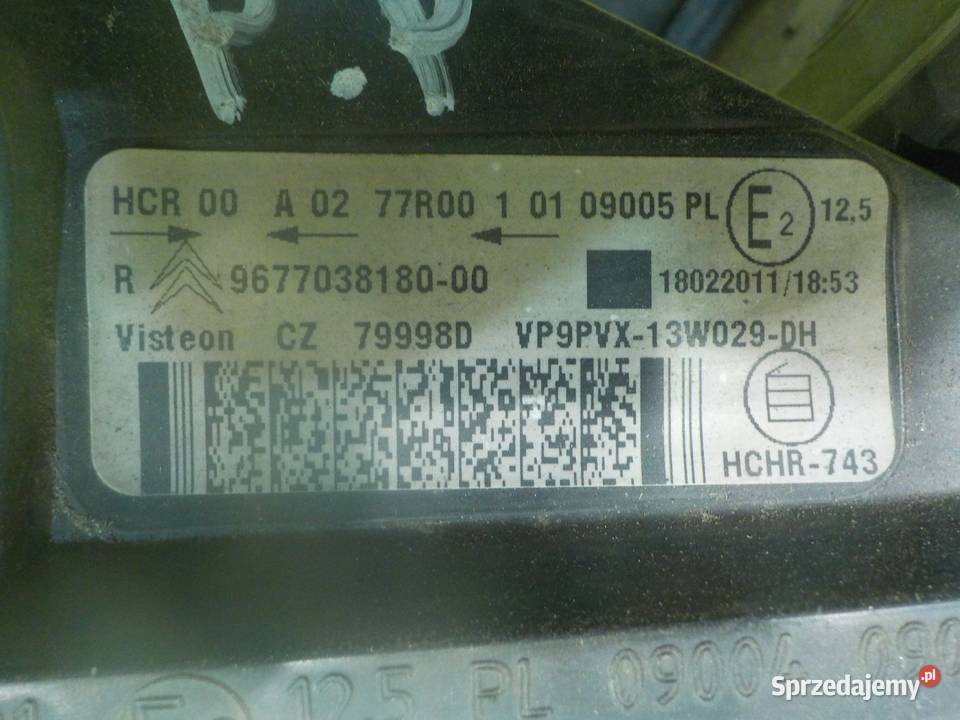 P.P
HCR 00 A 02 77R00 1 01 09005 PL E2 12,5
R 9677038180-00 18022011/18:53
Visteon CZ 79998D VP9PVX-13W029-DH
HCHR-743
12.5 PL 09004
Sprzedajemy.pl